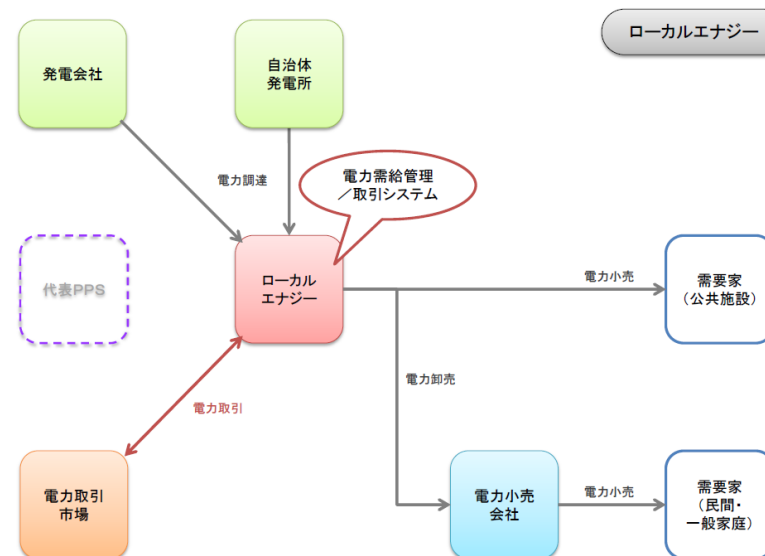 ローカルエナジー
発電会社
自治体
発電所
電力調達
電力需給管理
／取引システム
代表PPS
ローカル
エナジー
電力小売
需要家
（公共施設）
電力卸売
電力取引
電力取引
市場
電力小売
会社
電力小売
需要家
（民間・
一般家庭）